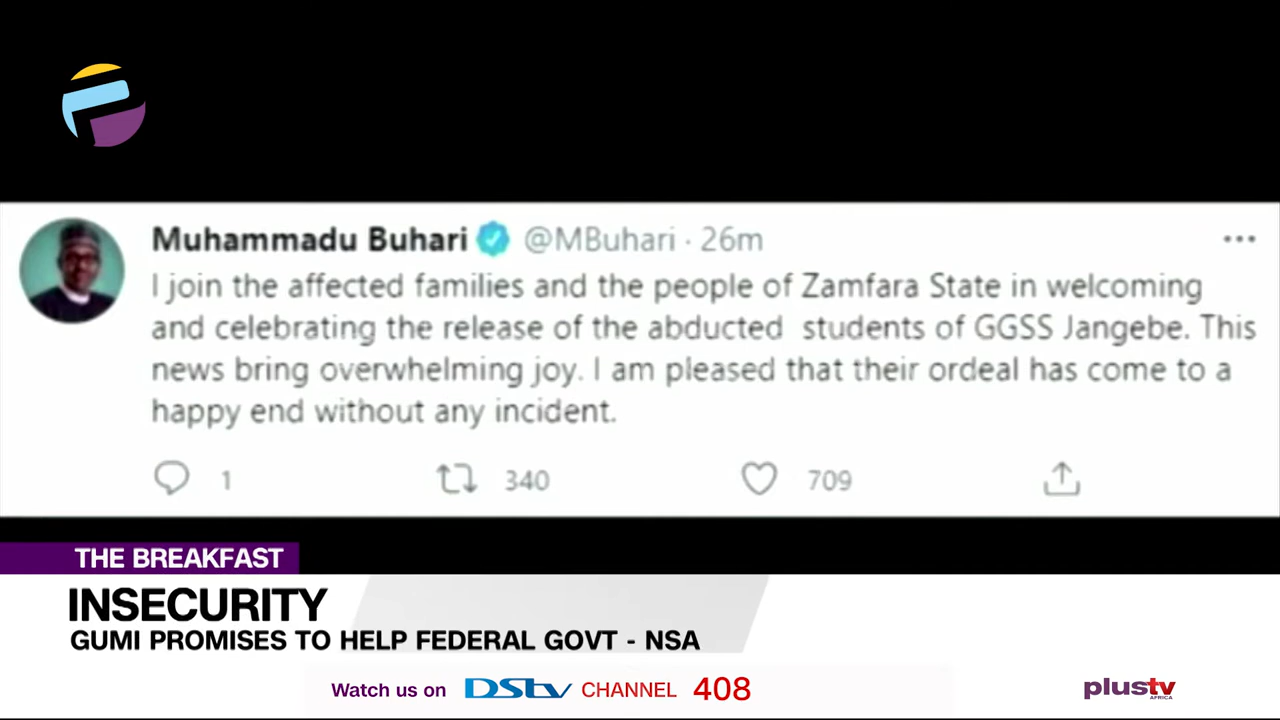 Muhammadu Buhari @MBuhari · 26m
I join the affected families and the people of Zamfara State in welcoming
and celebrating the release of the abducted students of GGSS Jangebe. This
news bring overwhelming joy. I am pleased that their ordeal has come to a
happy end without any incident.
1 340 709
THE BREAKFAST
INSECURITY
GUMI PROMISES TO HELP FEDERAL GOVT - NSA
Watch us on DStv CHANNEL 408
plustv
AFRICA